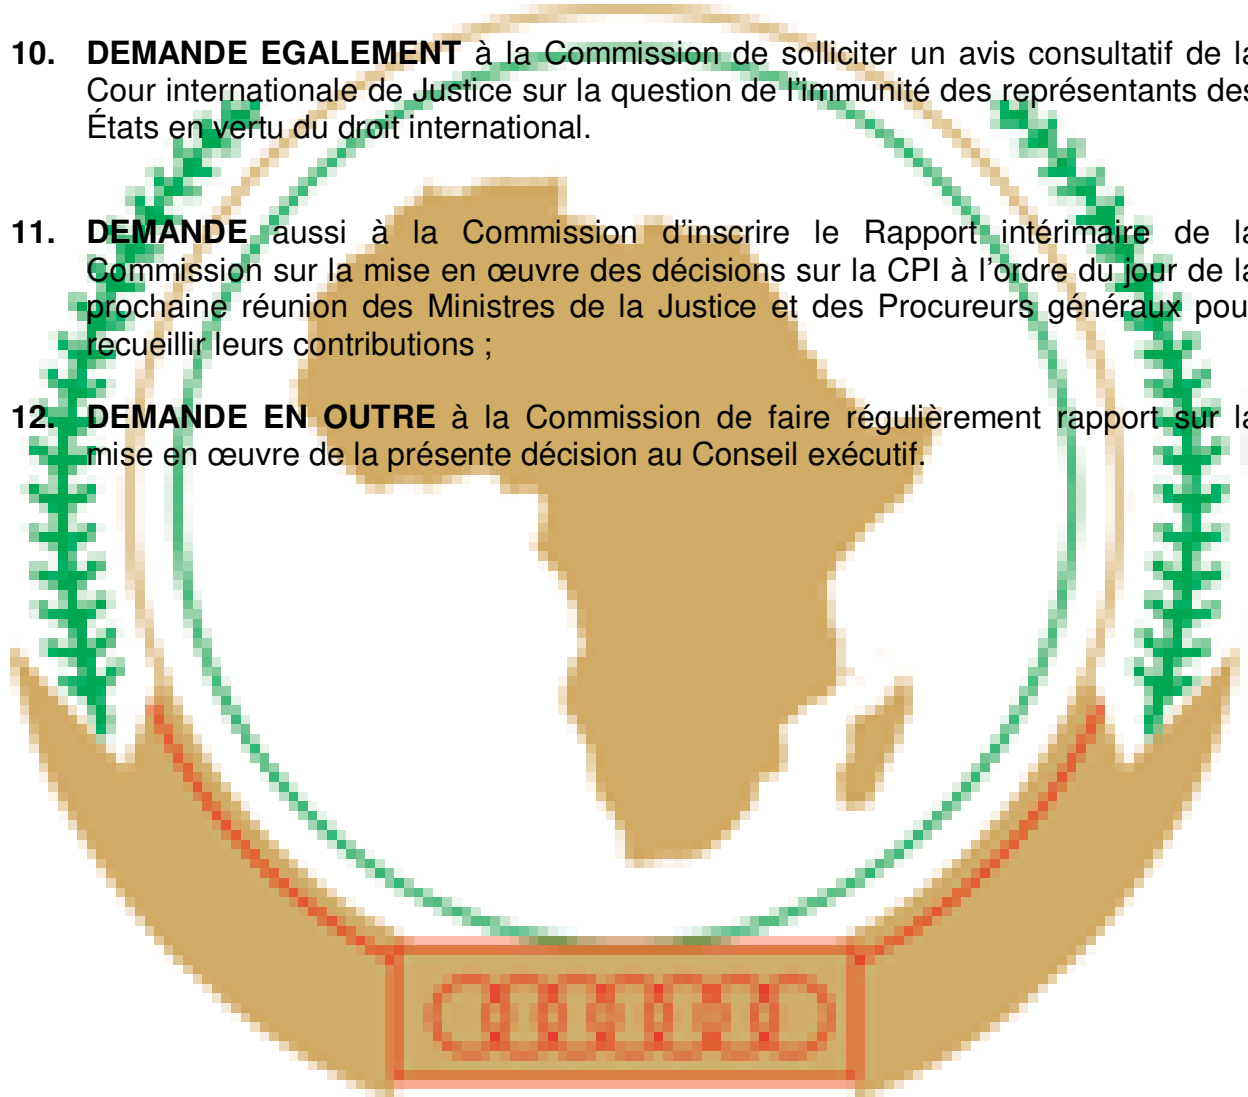 10. DEMANDE EGALEMENT à la Commission de solliciter un avis consultatif de la
Cour internationale de Justice sur la question de l'immunité des représentants des
États en vertu du droit international.
11. DEMANDE aussi à la Commission d'inscrire le Rapport intérimaire de la
Commission sur la mise en œuvre des décisions sur la CPI à l'ordre du jour de la
prochaine réunion des Ministres de la Justice et des Procureurs généraux pour
recueillir leurs contributions ;
12. DEMANDE EN OUTRE à la Commission de faire régulièrement rapport sur la
mise en œuvre de la présente décision au Conseil exécutif.